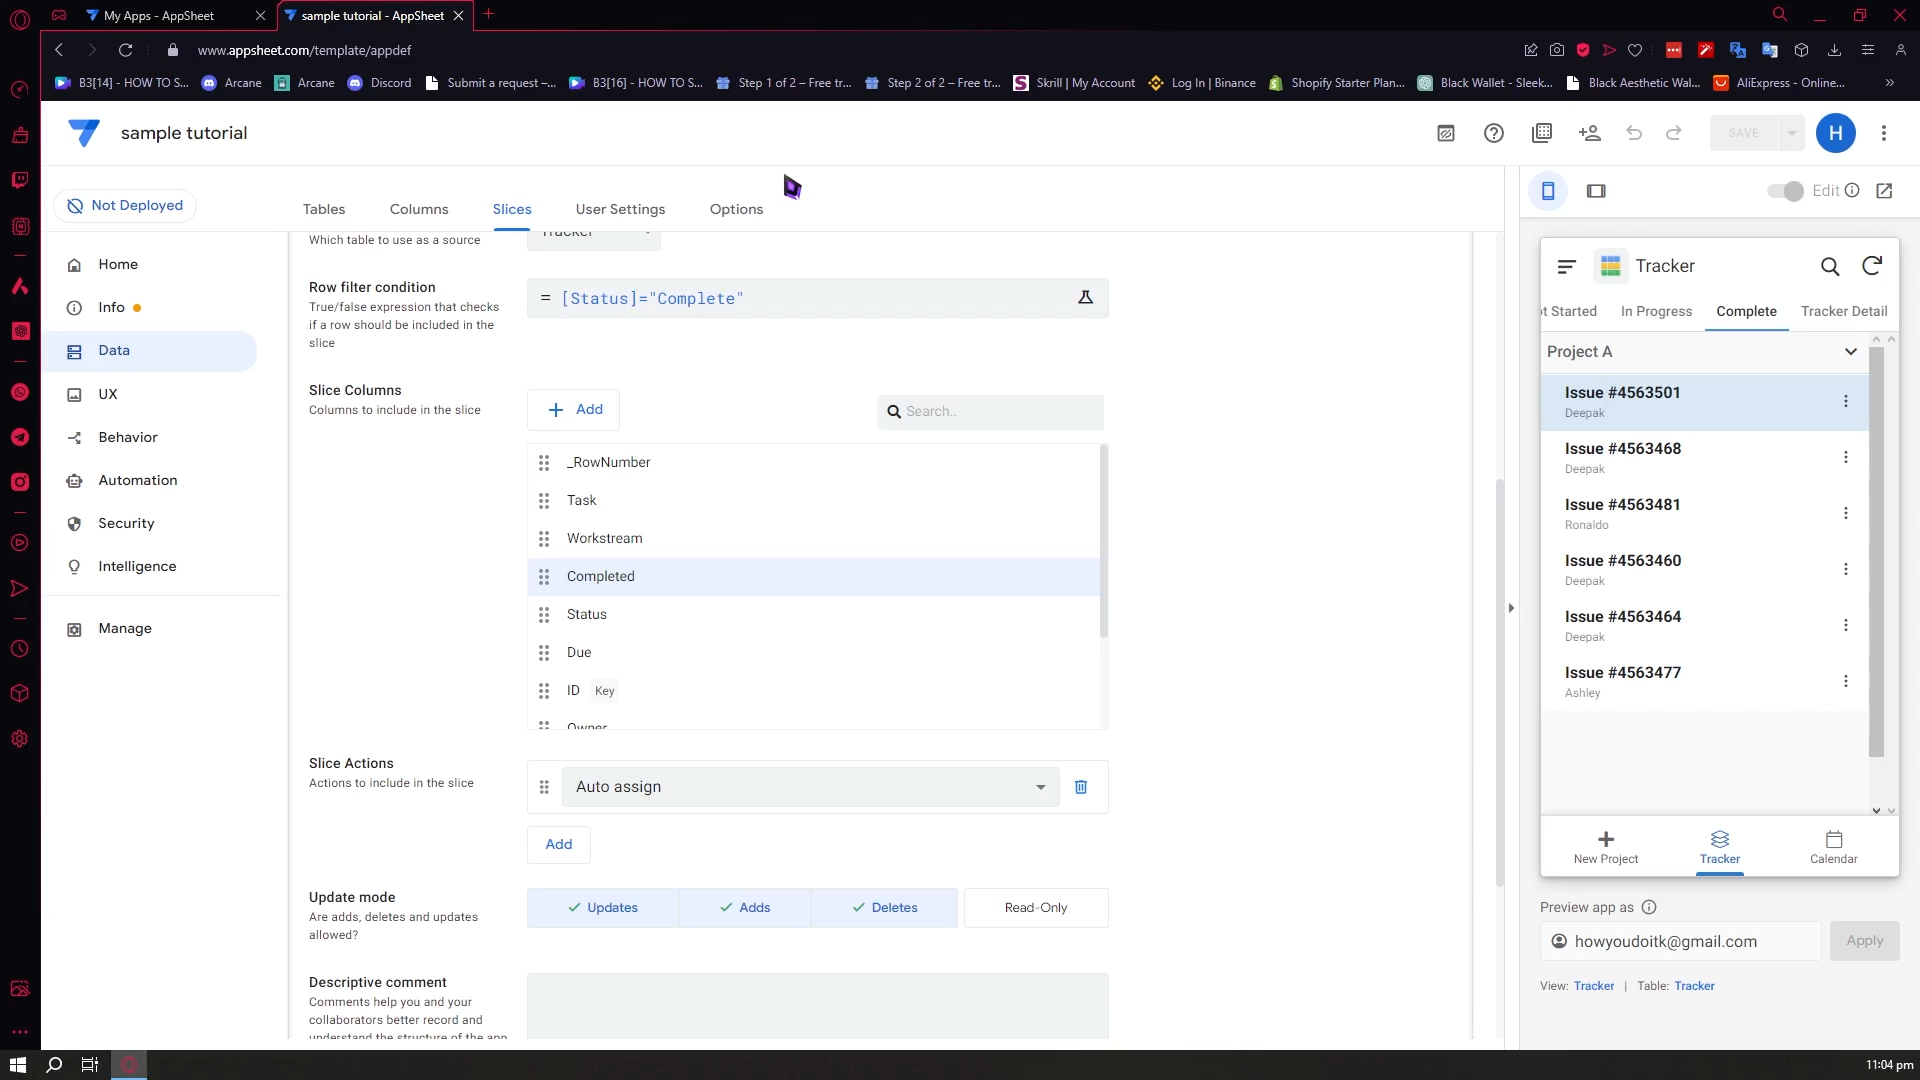 My Apps - AppSheet
sample tutorial - AppSheet
www.appsheet.com/template/appdef
B3[14] - HOW TO S...
Arcane
Arcane
Discord
Submit a request –...
B3[16] - HOW TO S...
Step 1 of 2 – Free tr...
Step 2 of 2 – Free tr...
Skrill | My Account
Log In | Binance
Shopify Starter Plan,...
Black Wallet - Sleek...
Black Aesthetic Wal...
AliExpress - Online...
sample tutorial
SAVE
H
Not Deployed
Home
Info
Data
UX
Behavior
Automation
Security
Intelligence
Manage
Tables
Columns
Slices
User Settings
Options
Which table to use as a source
Tracker
Row filter condition
True/false expression that checks
if a row should be included in the
slice
= [Status]="Complete"
Slice Columns
Columns to include in the slice
Add
Search..
_RowNumber
Task
Workstream
Completed
Status
Due
ID Key
Owner
Slice Actions
Actions to include in the slice
Auto assign
Add
Update mode
Are adds, deletes and updates
allowed?
Updates
Adds
Deletes
Read-Only
Descriptive comment
Comments help you and your
collaborators better record and
understand the structure of the app
Edit
Tracker
ot Started
In Progress
Complete
Tracker Detail
Project A
Issue #4563501
Deepak
Issue #4563468
Deepak
Issue #4563481
Ronaldo
Issue #4563460
Deepak
Issue #4563464
Deepak
Issue #4563477
Ashley
New Project
Tracker
Calendar
Preview app as
howyoudoitk@gmail.com
Apply
View: Tracker | Table: Tracker
11:04 pm